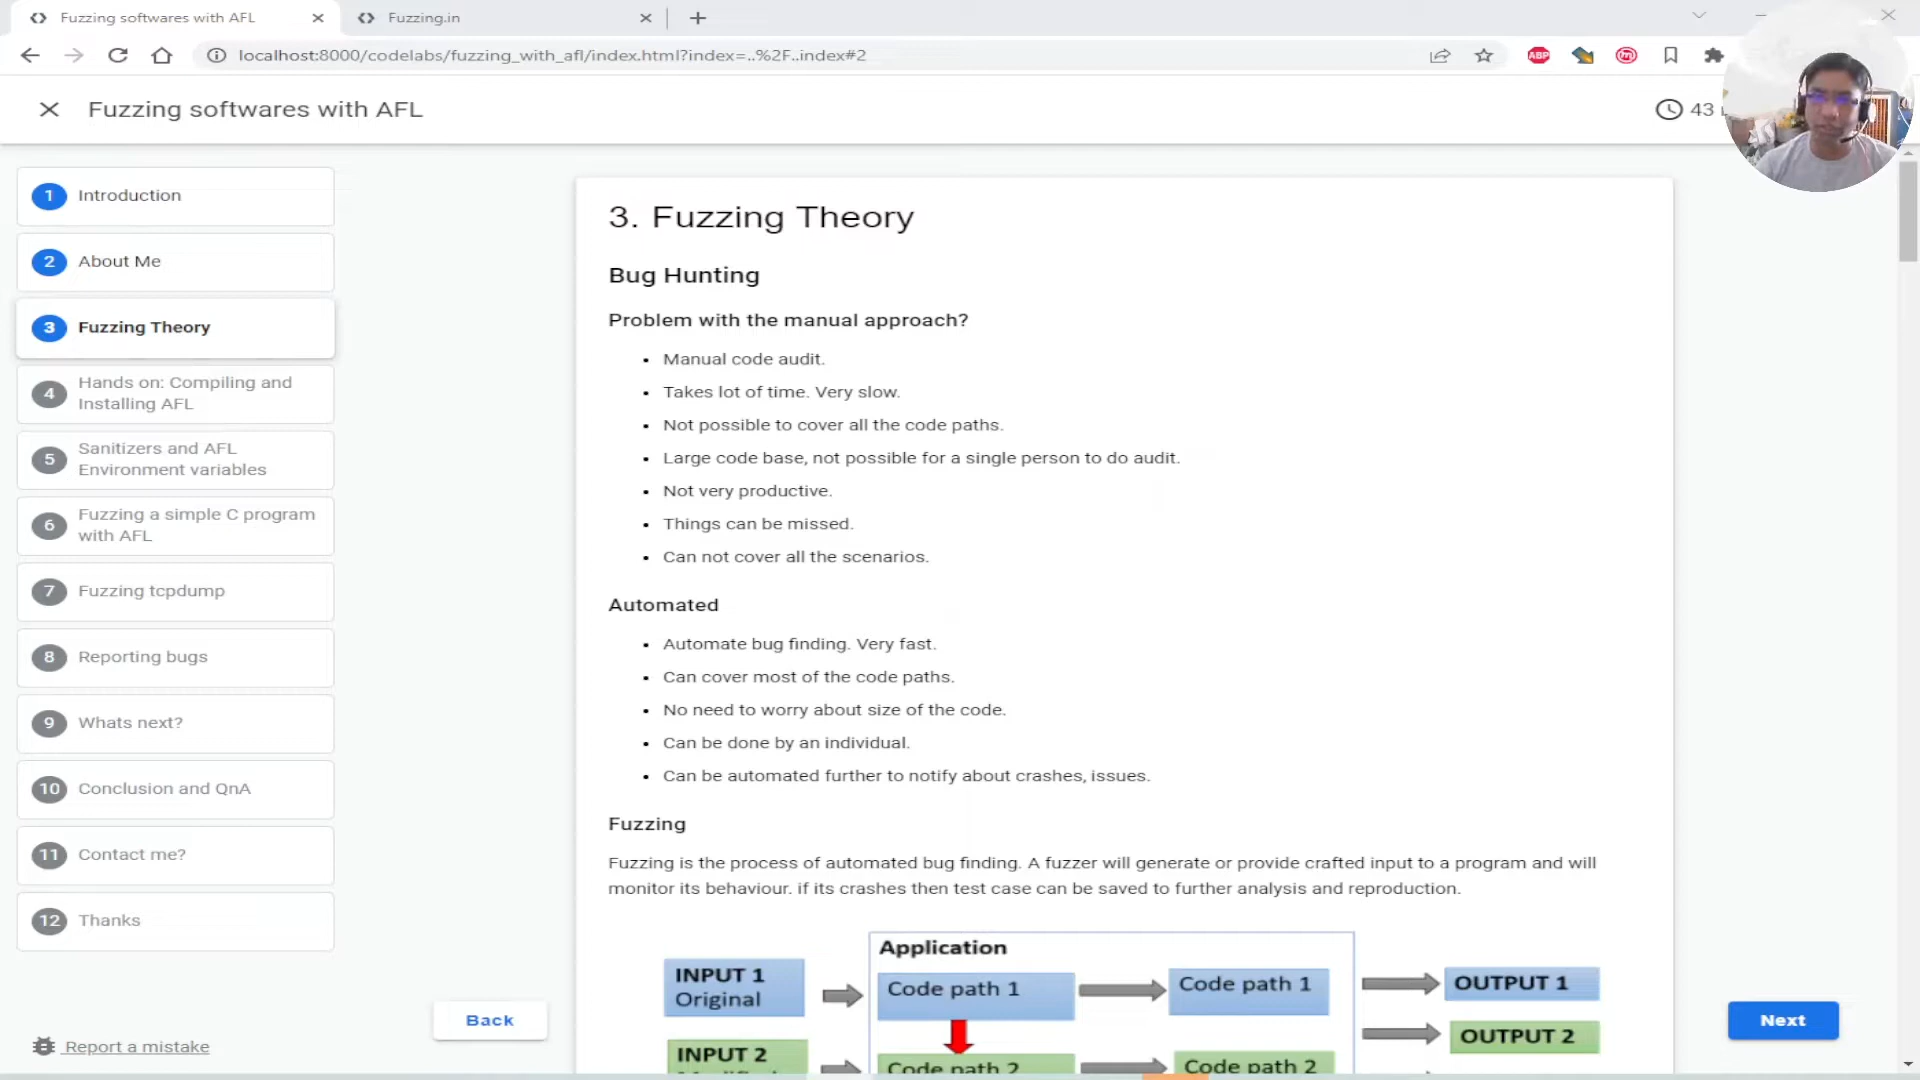 Fuzzing softwares with AFL
Fuzzing.in
localhost:8000/codelabs/fuzzing_with_afl/index.html?index=..%2F..index#2
ABP
Fuzzing softwares with AFL
43
1 Introduction
2 About Me
3 Fuzzing Theory
4 Hands on: Compiling and
Installing AFL
5 Sanitizers and AFL
Environment variables
6 Fuzzing a simple C program
with AFL
7 Fuzzing tcpdump
8 Reporting bugs
9 Whats next?
10 Conclusion and QnA
11 Contact me?
12 Thanks
Report a mistake
3. Fuzzing Theory
Bug Hunting
Problem with the manual approach?
• Manual code audit.
• Takes lot of time. Very slow.
• Not possible to cover all the code paths.
• Large code base, not possible for a single person to do audit.
• Not very productive.
• Things can be missed.
• Can not cover all the scenarios.
Automated
• Automate bug finding. Very fast.
• Can cover most of the code paths.
• No need to worry about size of the code.
• Can be done by an individual.
• Can be automated further to notify about crashes, issues.
Fuzzing
Fuzzing is the process of automated bug finding. A fuzzer will generate or provide crafted input to a program and will
monitor its behaviour. if its crashes then test case can be saved to further analysis and reproduction.
Application
INPUT 1
Original
Code path 1
Code path 1
OUTPUT 1
INPUT 2
Code path 2
Code path 2
OUTPUT 2
Back
Next